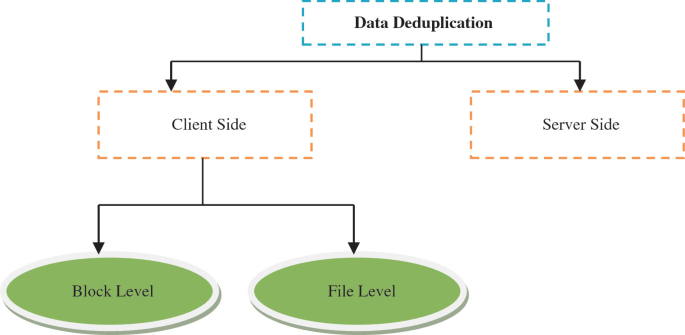 Data Deduplication
Client Side
Server Side
Block Level
File Level